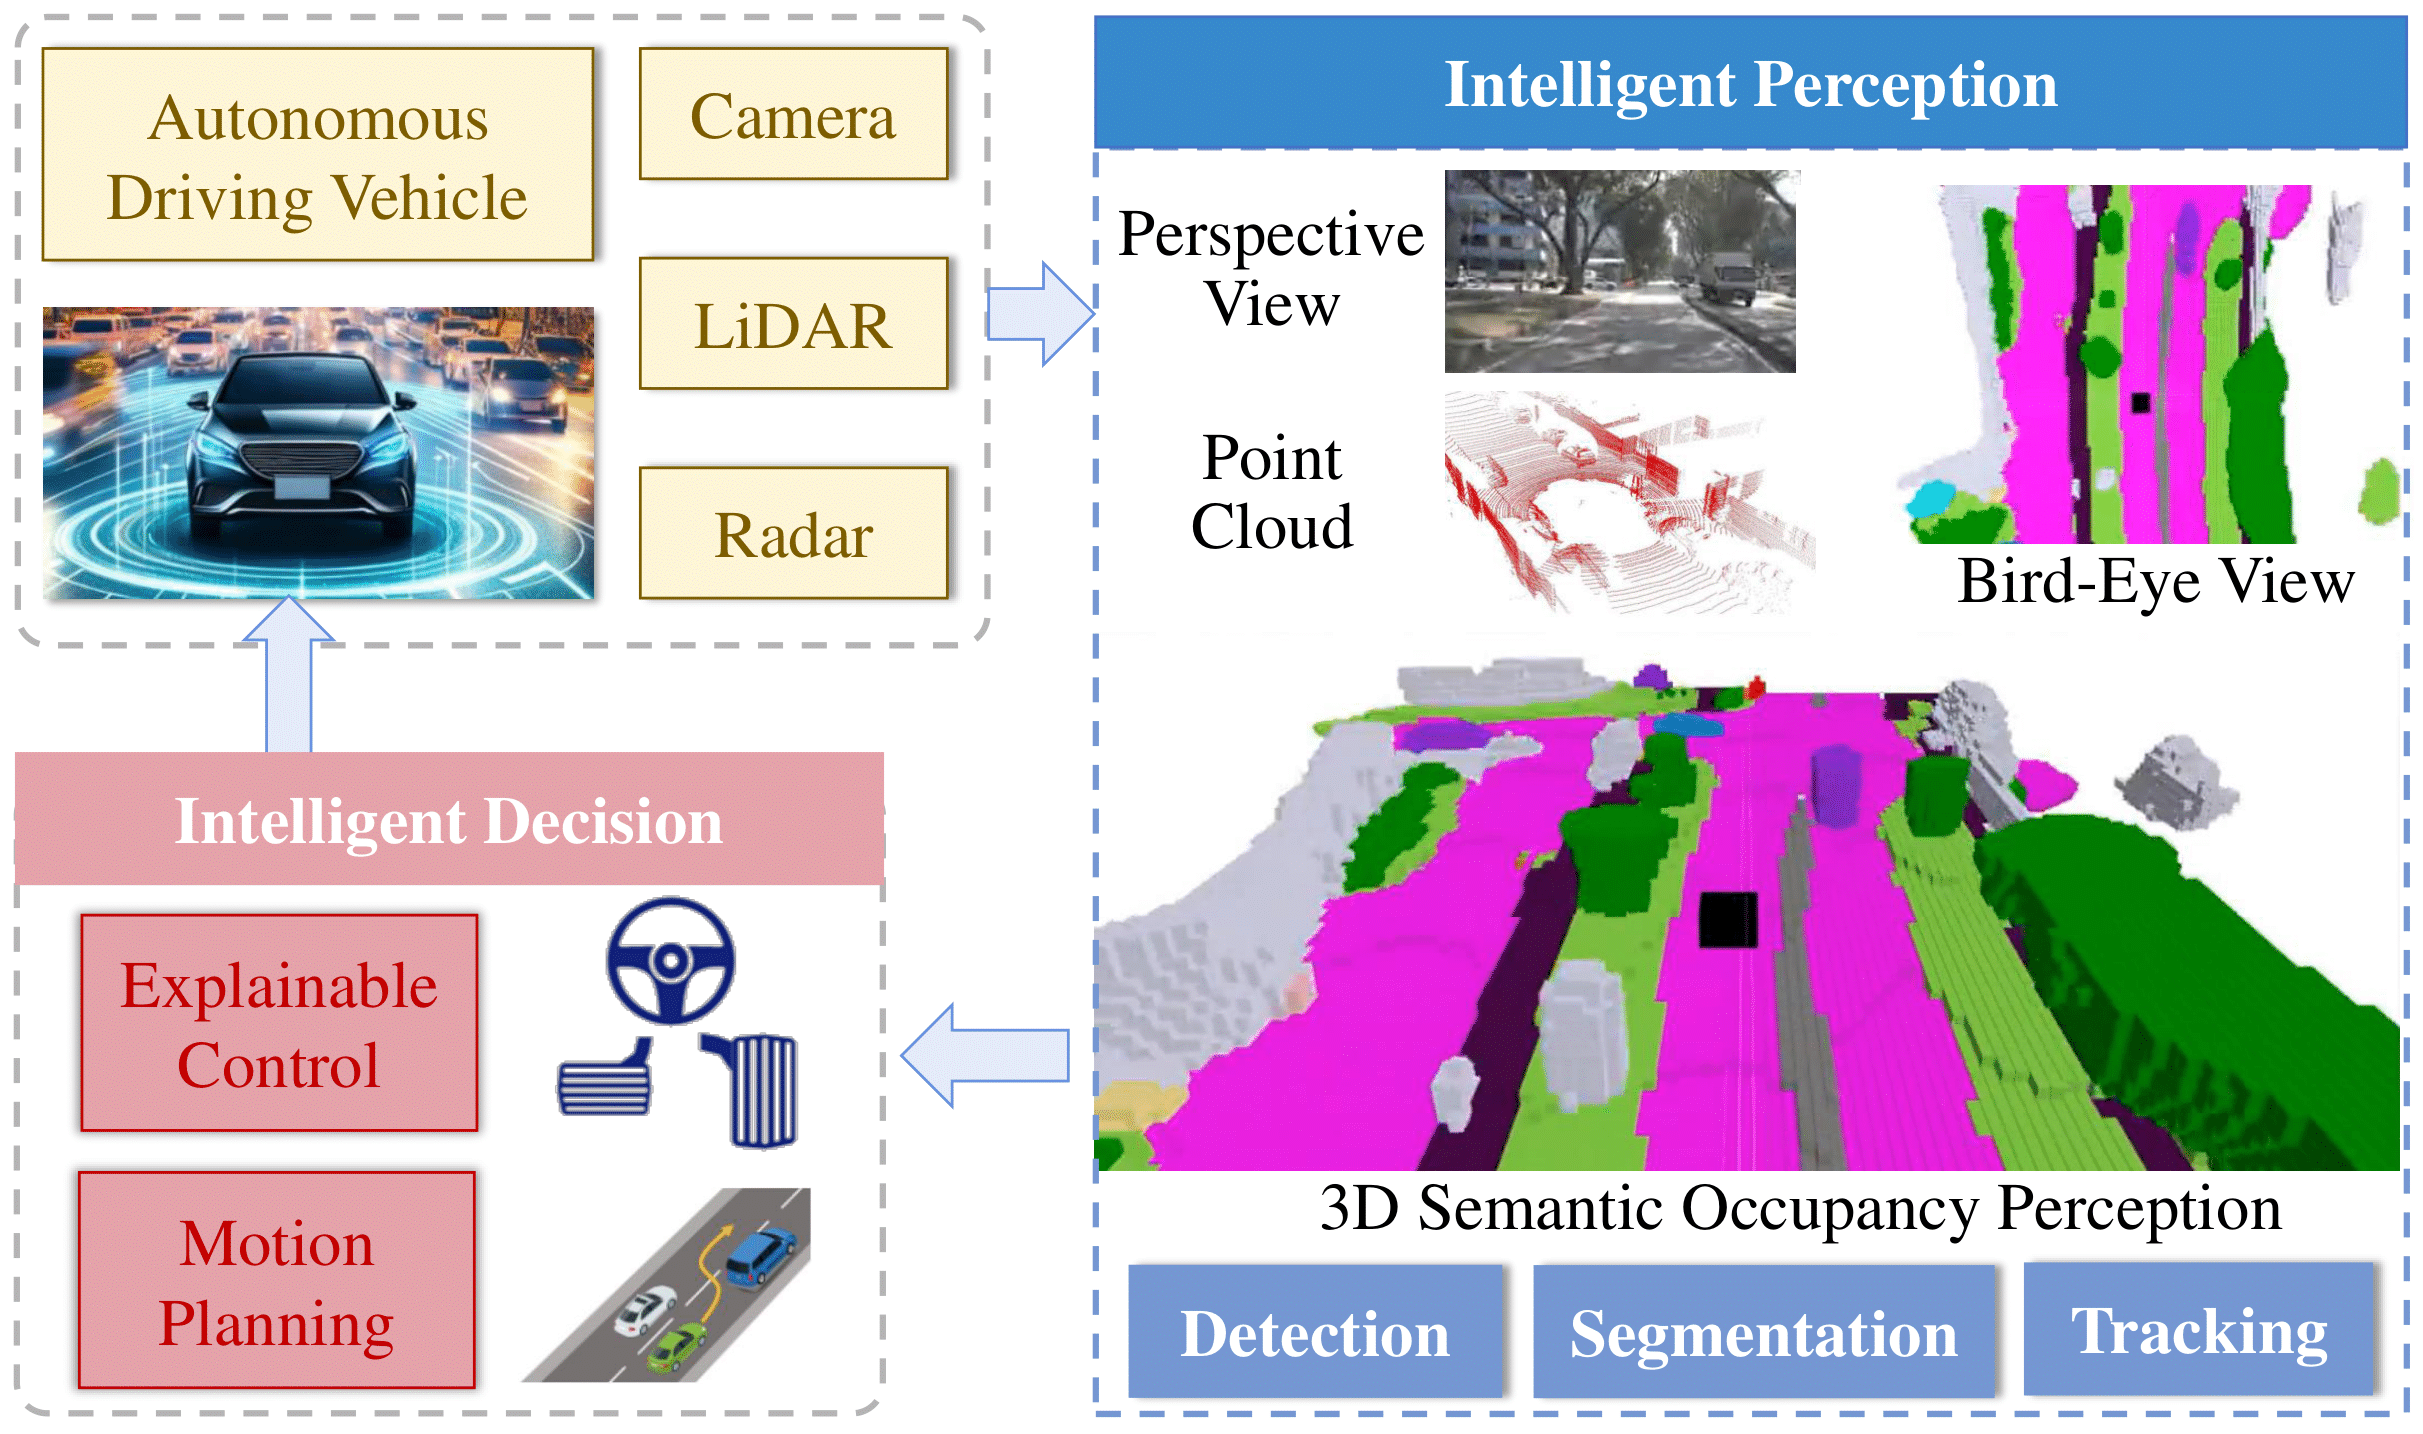 Autonomous
Driving Vehicle
Camera
LiDAR
Radar
Intelligent Perception
Perspective
View
Point
Cloud
Bird-Eye View
3D Semantic Occupancy Perception
Detection
Segmentation
Tracking
Intelligent Decision
Explainable
Control
Motion
Planning